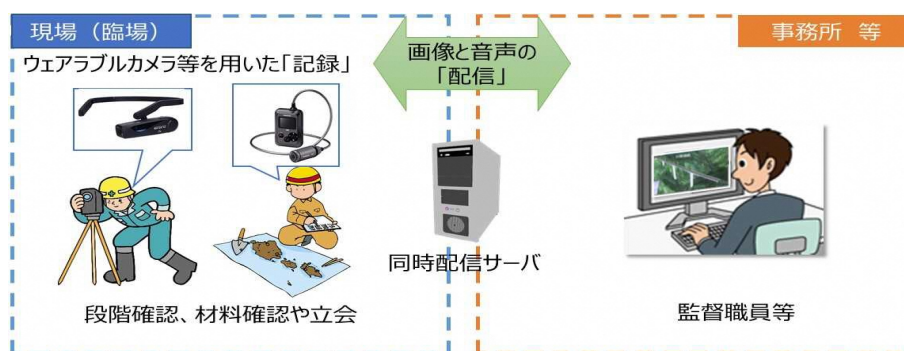 現場（臨場）
ウェアラブルカメラ等を用いた「記録」
画像と音声の
「配信」
事務所 等
同時配信サーバ
段階確認、材料確認や立会
監督職員等